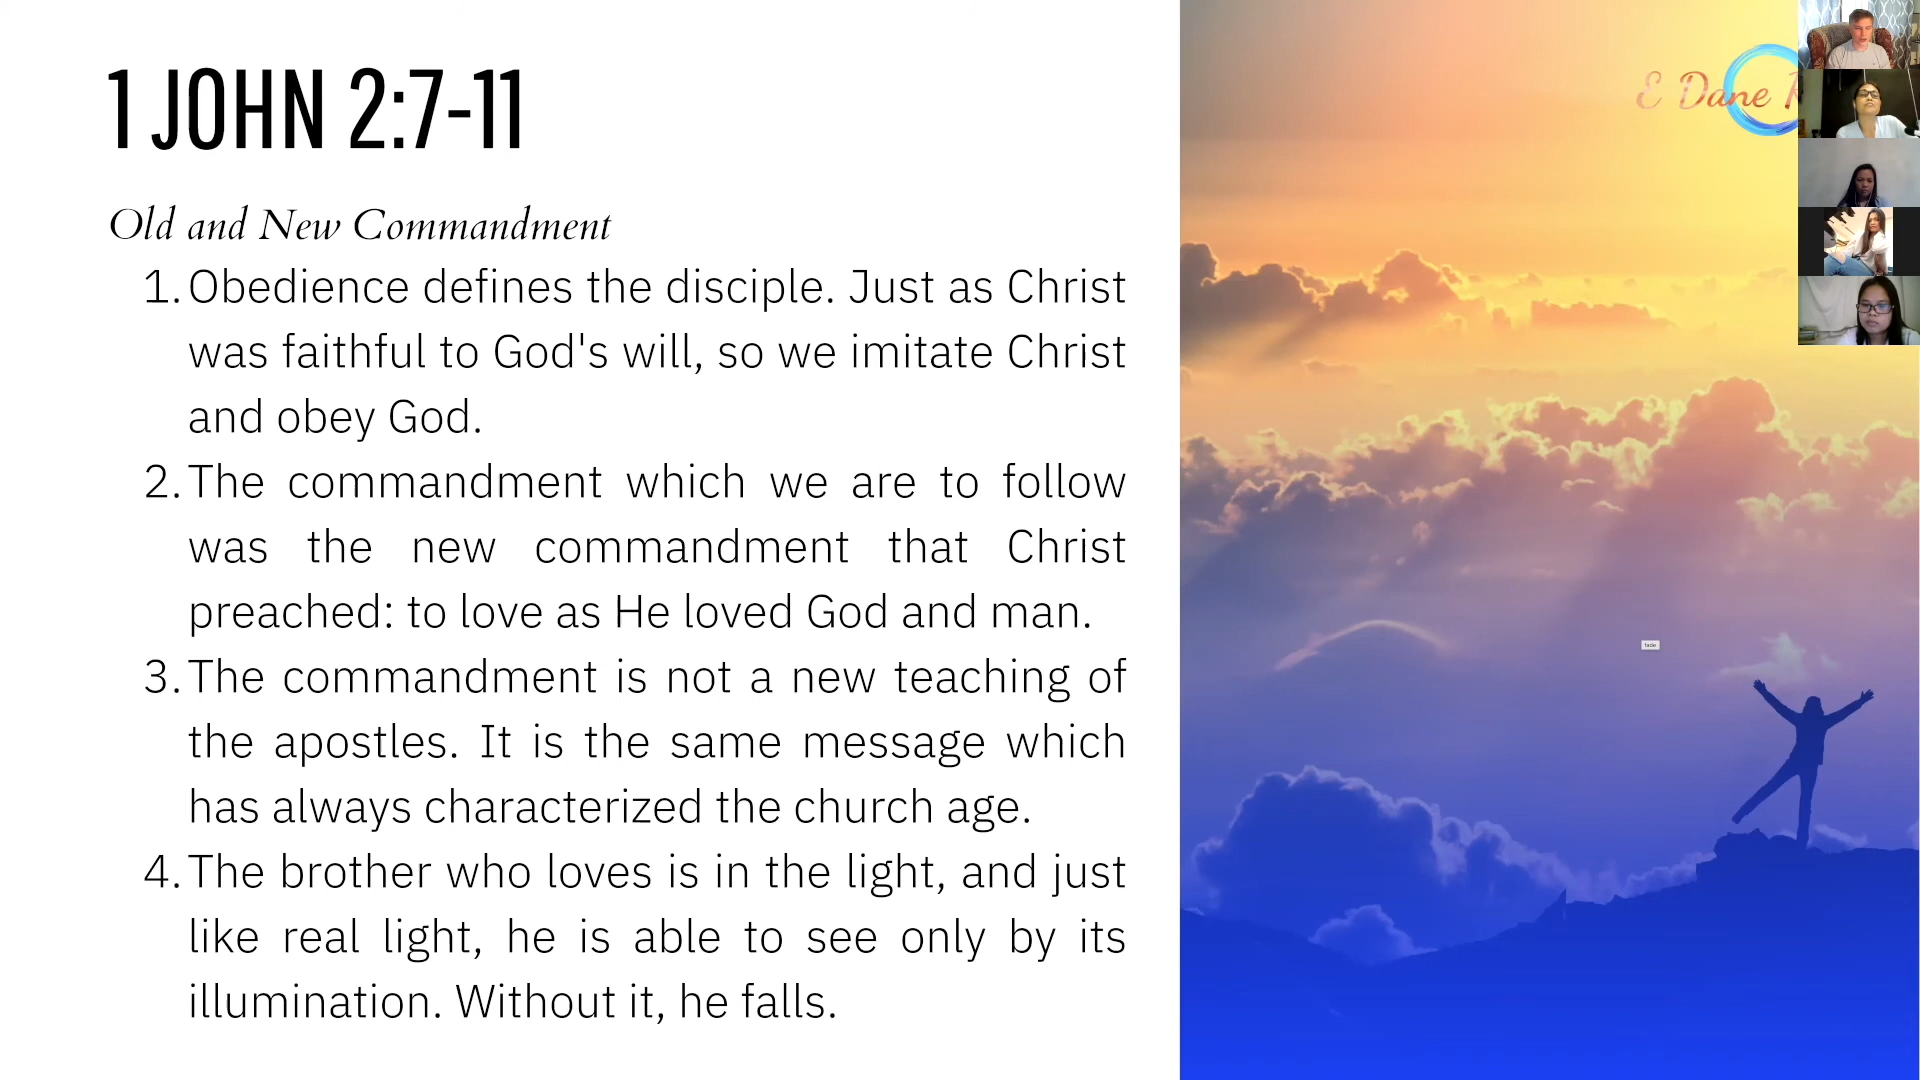 1 JOHN 2:7-11
E Dane
Old and New Commandment
1. Obedience defines the disciple. Just as Christ
was faithful to God's will, so we imitate Christ
and obey God.
2. The commandment which we are to follow
was the new commandment that Christ
preached: to love as He loved God and man.
3. The commandment is not a new teaching of
the apostles. It is the same message which
has always characterized the church age.
4. The brother who loves is in the light, and just
like real light, he is able to see only by its
illumination. Without it, he falls.